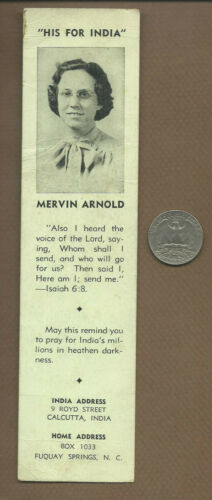 "HIS FOR INDIA"
MERVIN ARNOLD
"Also I heard the
voice of the Lord, say-
ing, Whom shall I
send, and who will go
for us? Then said I,
Here am I; send me."
—Isaiah 6:8.
May this remind you
to pray for India's mil-
lions in heathen dark-
ness.
INDIA ADDRESS
9 ROYD STREET
CALCUTTA, INDIA
HOME ADDRESS
BOX 1033
FUQUAY SPRINGS, N. C.